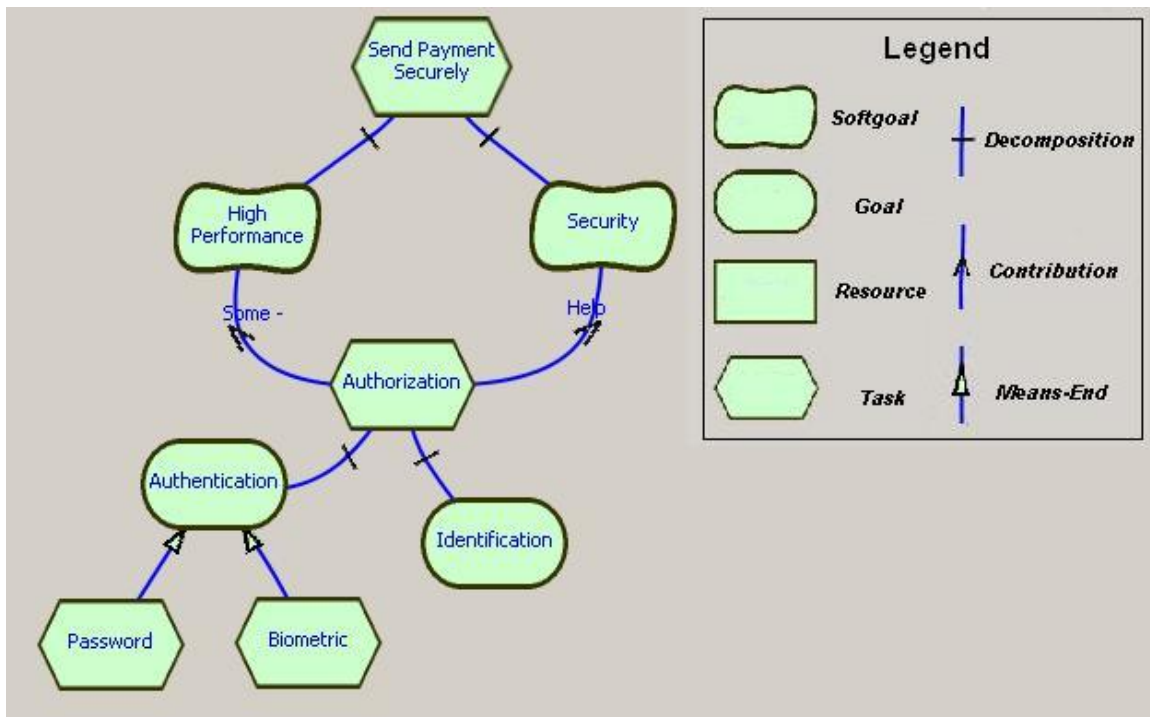 Send Payment
Securely
High
Performance
Security
Some -
Help
Authorization
Authentication
Identification
Password
Biometric
Legend
Softgoal
Decomposition
Goal
Contribution
Resource
Means-End
Task